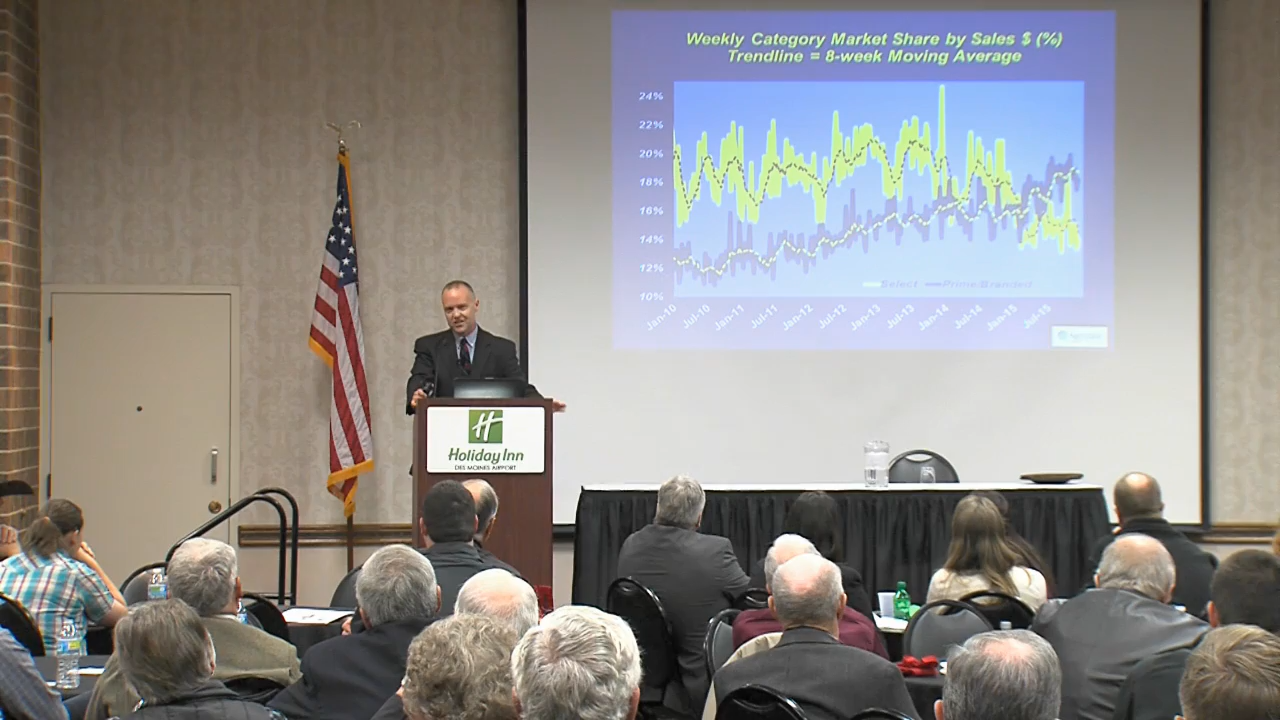 Weekly Category Market Share by Sales $ (%)
Trendline = 8-week Moving Average
24%
22%
20%
18%
16%
14%
12%
10%
Select Prime Branded
Jan-10 Jul-10 Jan-11 Jul-11 Jan-12 Jul-12 Jan-13 Jul-13 Jan-14 Jul-14 Jan-15 Jul-15
H
Holiday Inn
DES MOINES AIRPORT